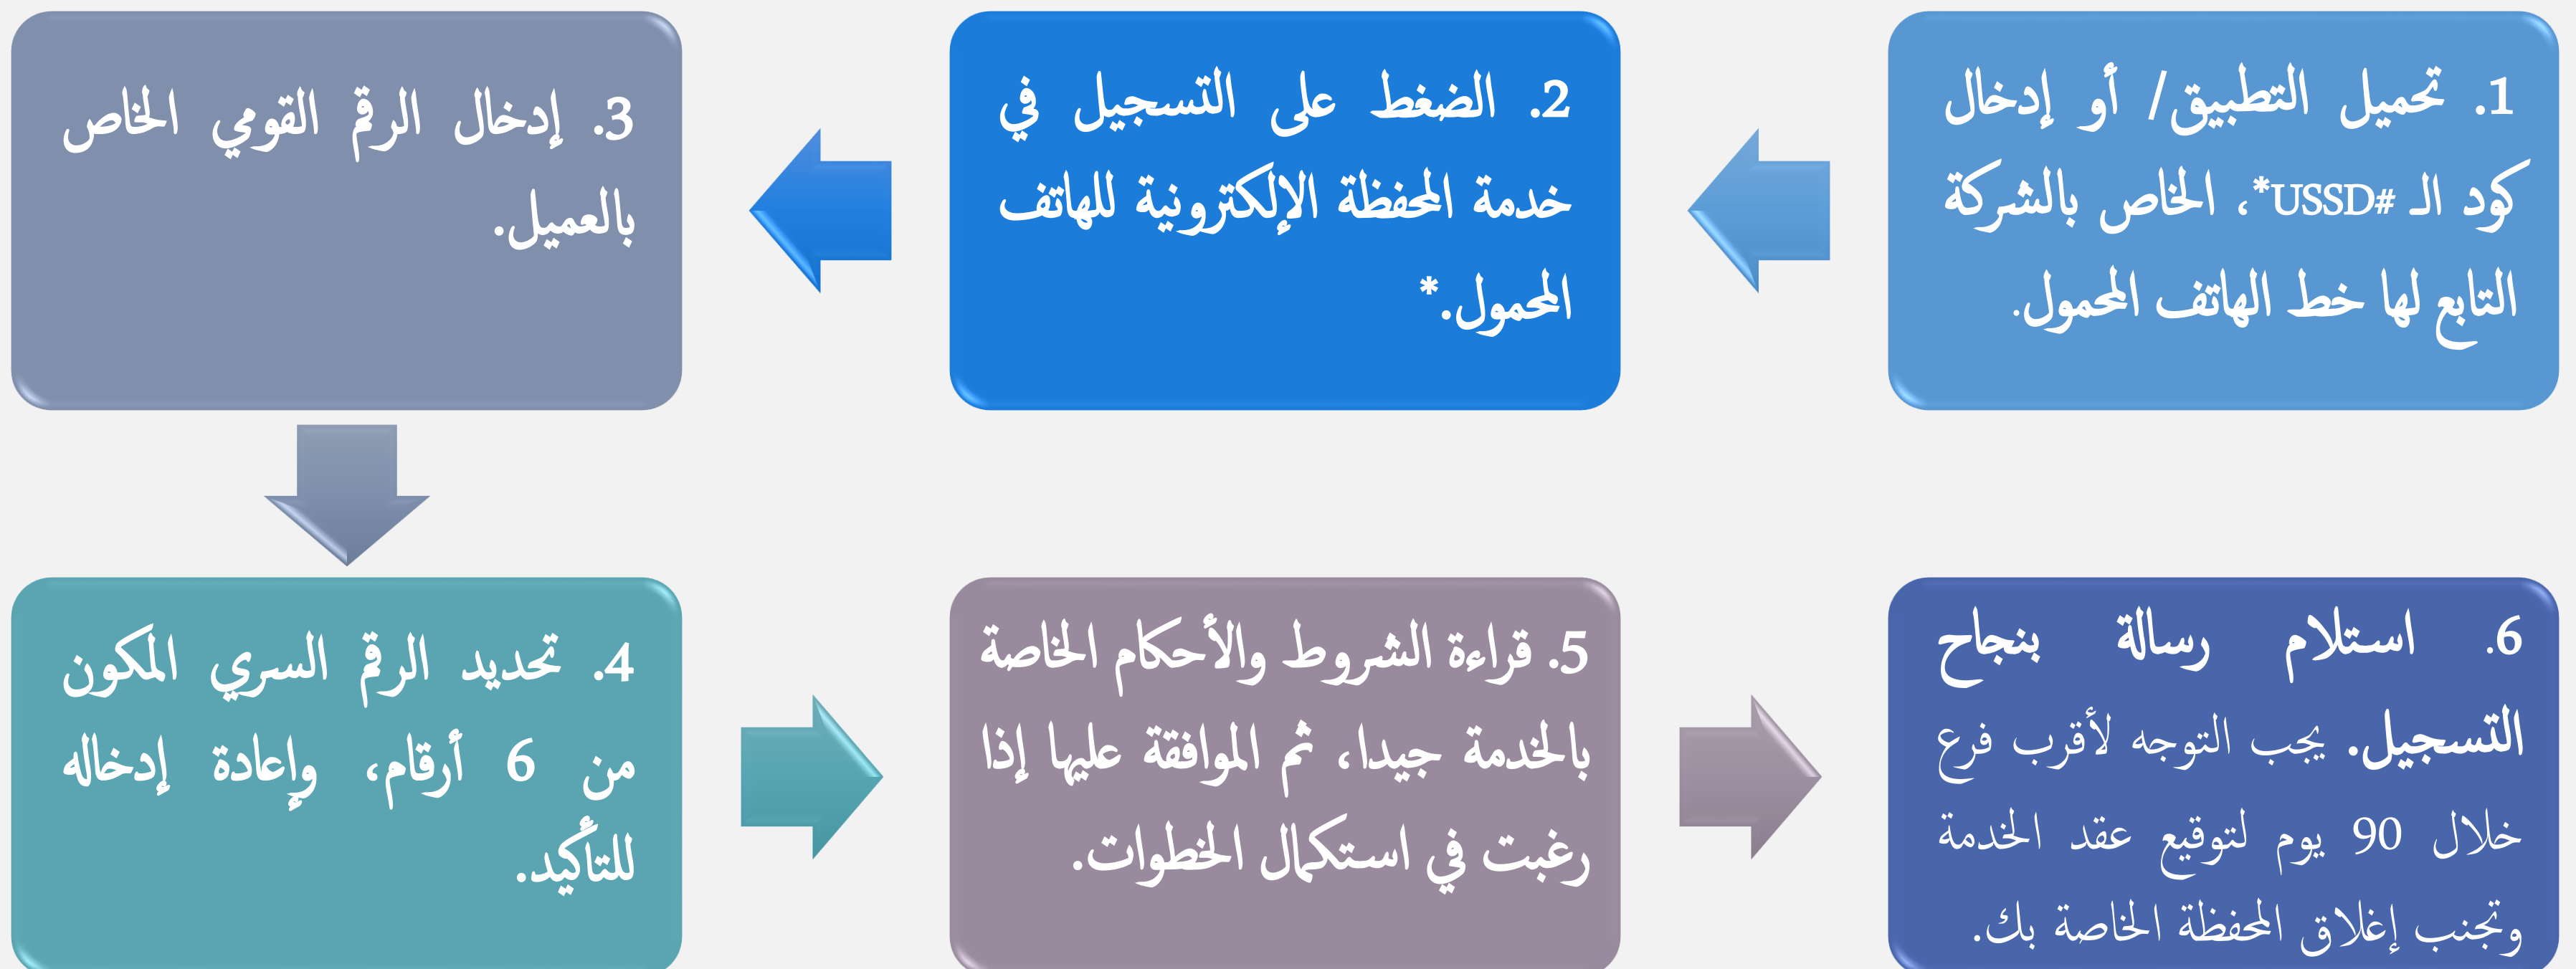 1. تحميل التطبيق/ أو إدخال
كود الـ #USSD*، الخاص بالشركة
التابع لها خط الهاتف المحمول.
2. الضغط على التسجيل في
خدمة المحفظة الإلكترونية للهاتف
المحمول.*
3. إدخال الرقم القومي الخاص
بالعميل.
4. تحديد الرقم السري المكون
من 6 أرقام، وإعادة إدخاله
للتأكيد.
5. قراءة الشروط والأحكام الخاصة
بالخدمة جيدا، ثم الموافقة عليها إذا
رغبت في استكمال الخطوات.
6. استلام رسالة بنجاح
التسجيل. يجب التوجه لأقرب فرع
خلال 90 يوم لتوقيع عقد الخدمة
وتجنب إغلاق المحفظة الخاصة بك.